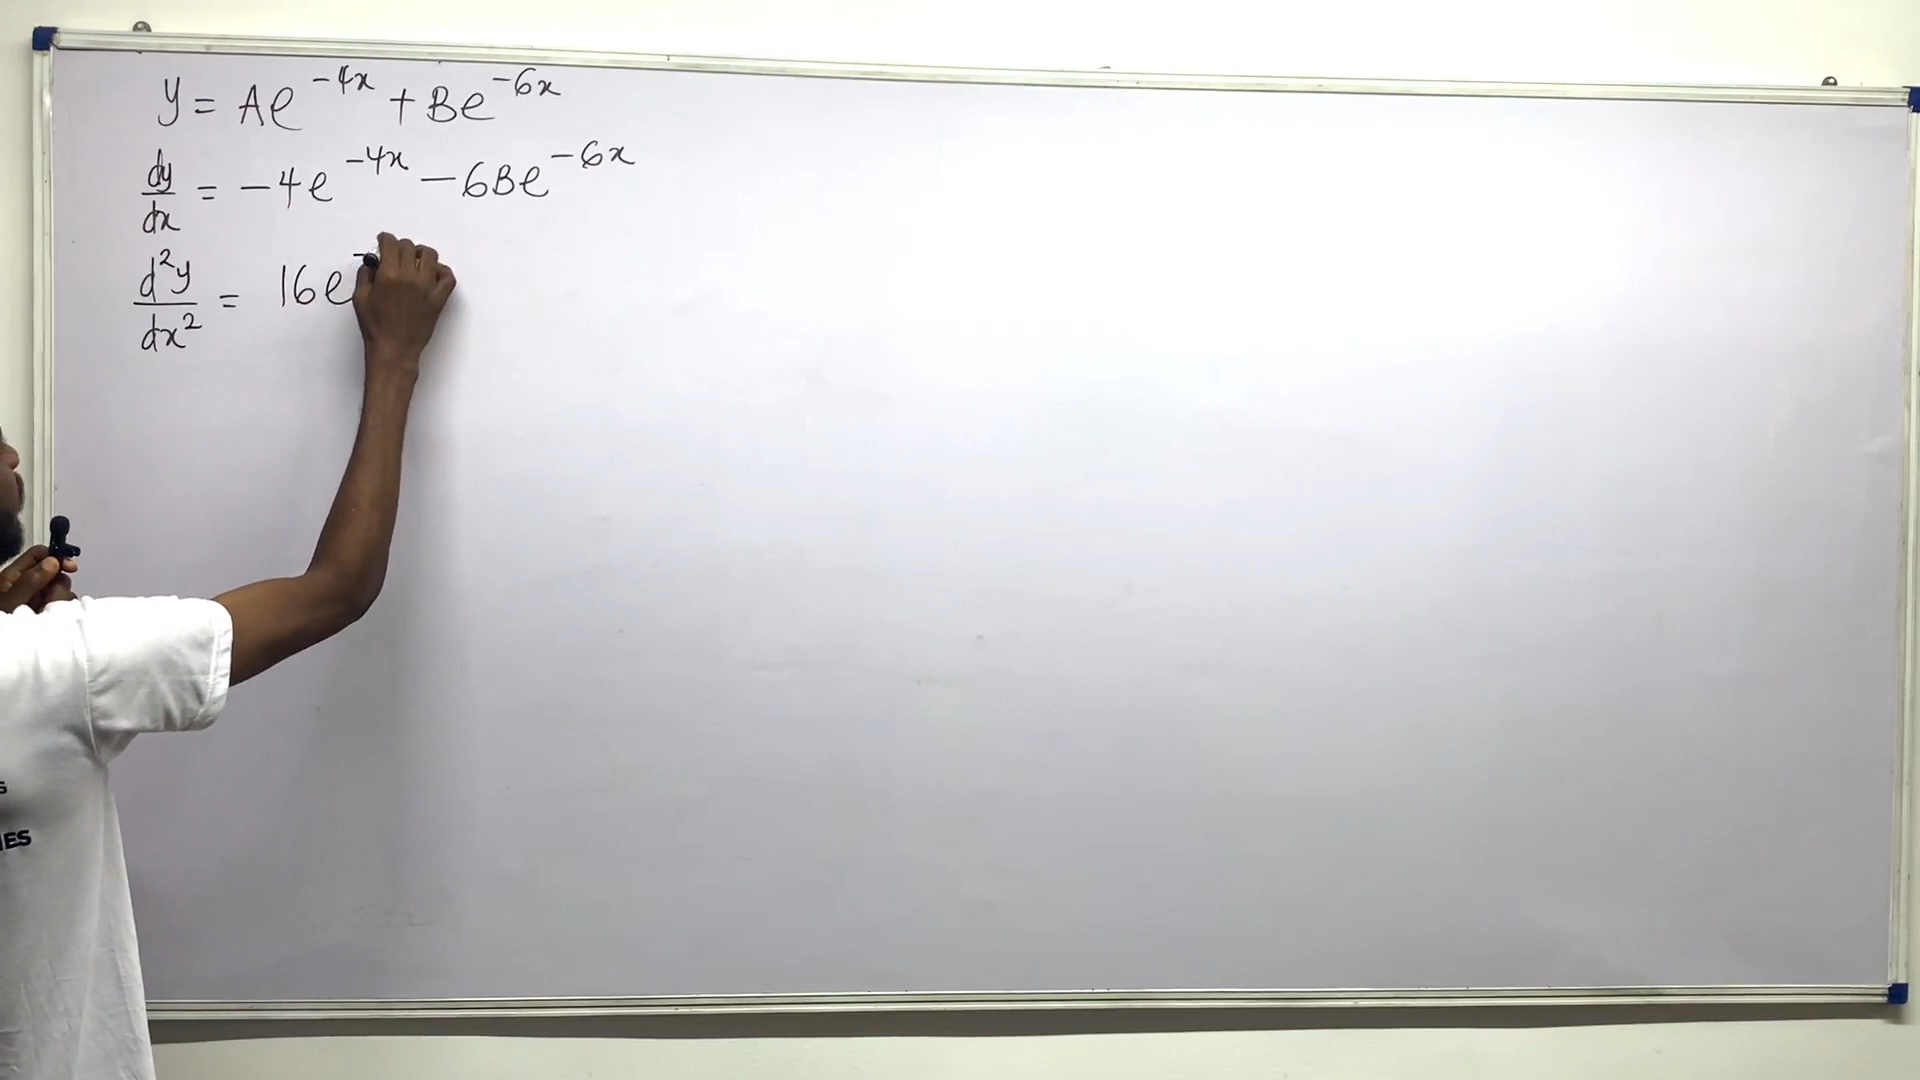 y = Ae^{-4x} + Be^{-6x}
dy/dx = -4e^{-4x} - 6Be^{-6x}
d²y/dx² = 16e^-